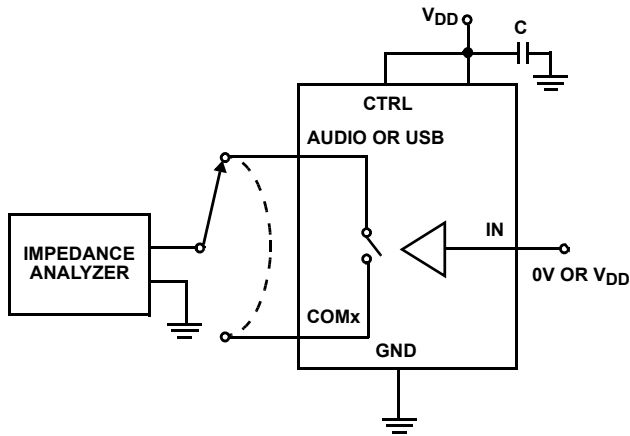 VDD
C
CTRL
AUDIO OR USB
IMPEDANCE
ANALYZER
IN
0V OR VDD
COMx
GND